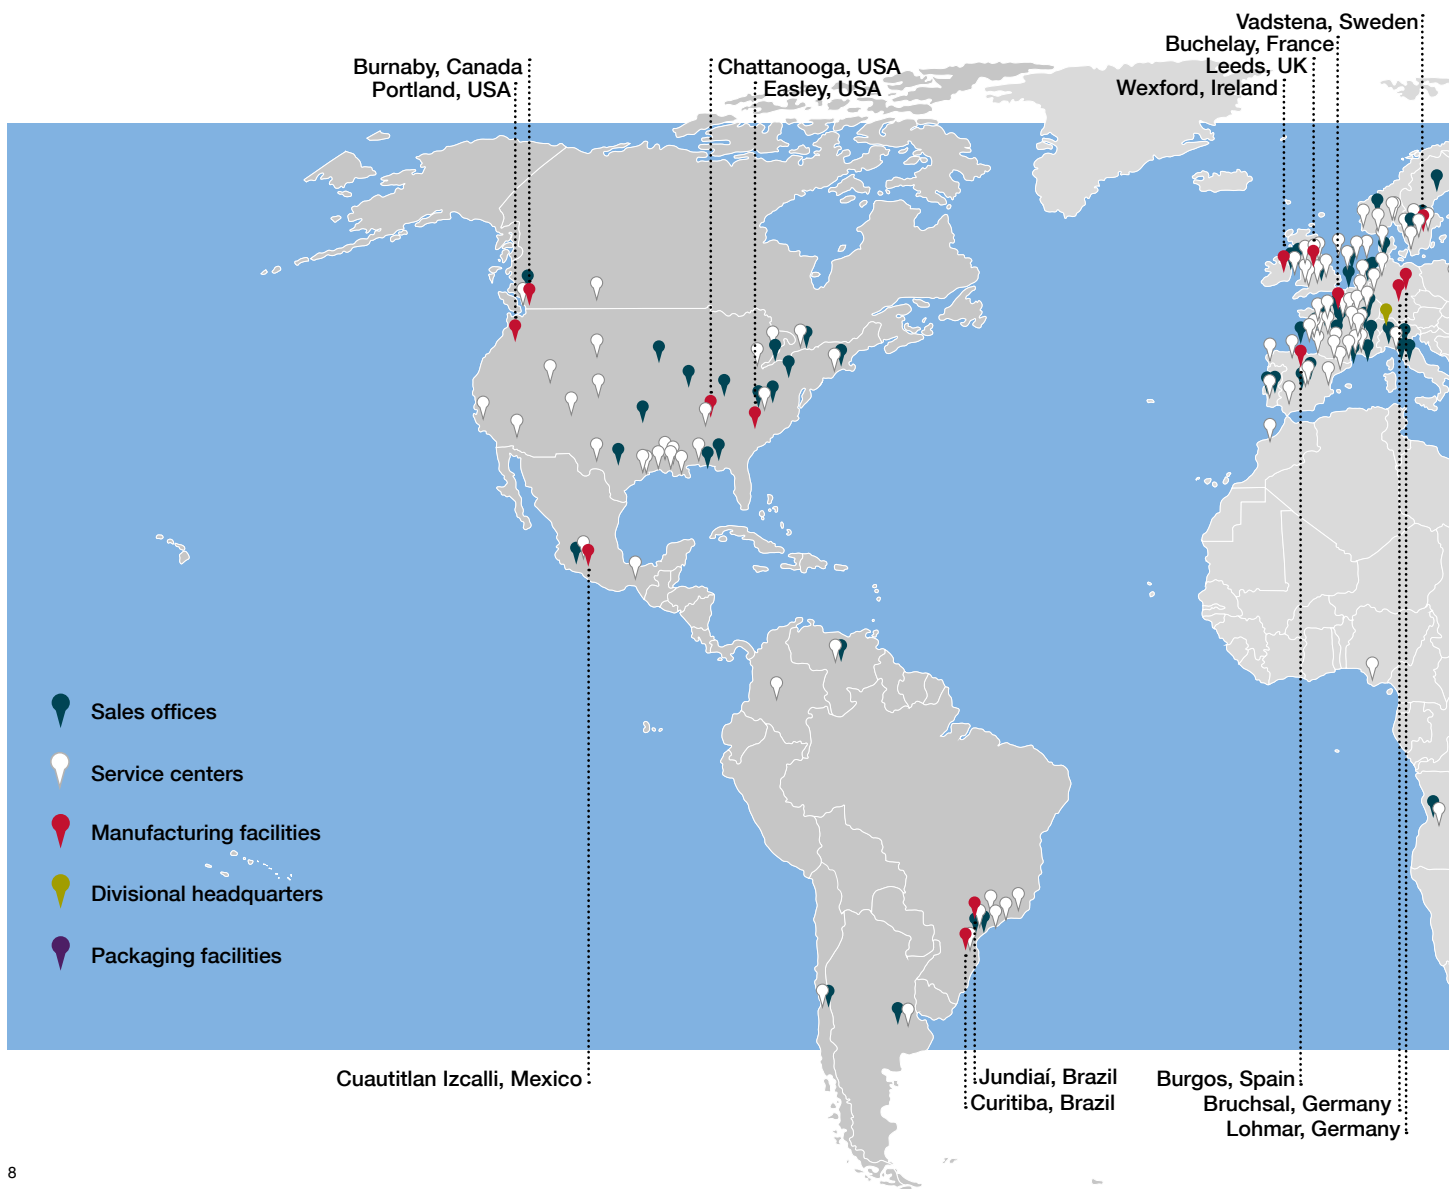 Vadstena, Sweden
Buchelay, France
Leeds, UK
Wexford, Ireland
Burnaby, Canada
Portland, USA
Chattanooga, USA
Easley, USA
Sales offices
Service centers
Manufacturing facilities
Divisional headquarters
Packaging facilities
Cuautitlan Izcalli, Mexico
Jundiaí, Brazil
Curitiba, Brazil
Burgos, Spain
Bruchsal, Germany
Lohmar, Germany
8